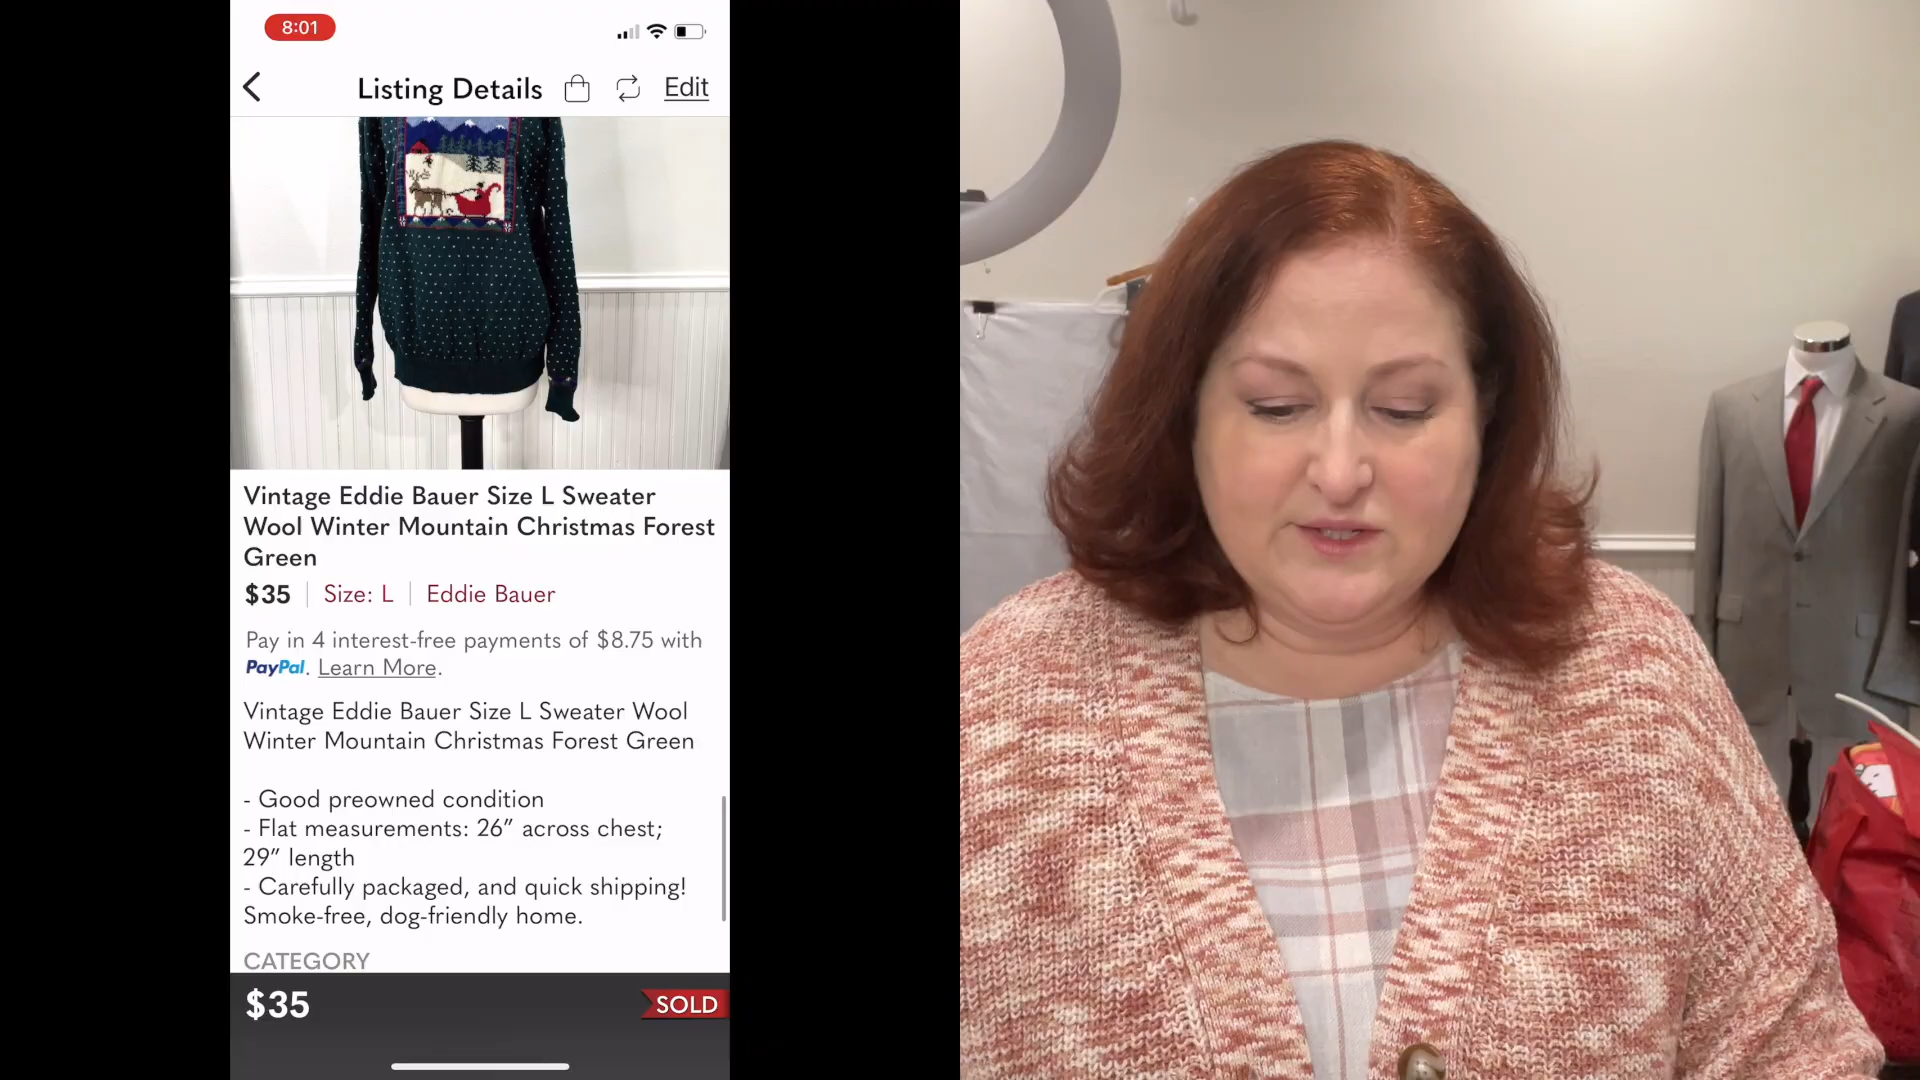 8:01
Listing Details
Edit
Vintage Eddie Bauer Size L Sweater
Wool Winter Mountain Christmas Forest
Green
$35 Size: L Eddie Bauer
Pay in 4 interest-free payments of $8.75 with
PayPal. Learn More.
Vintage Eddie Bauer Size L Sweater Wool
Winter Mountain Christmas Forest Green
- Good preowned condition
- Flat measurements: 26” across chest;
29” length
- Carefully packaged, and quick shipping!
Smoke-free, dog-friendly home.
CATEGORY
$35
SOLD